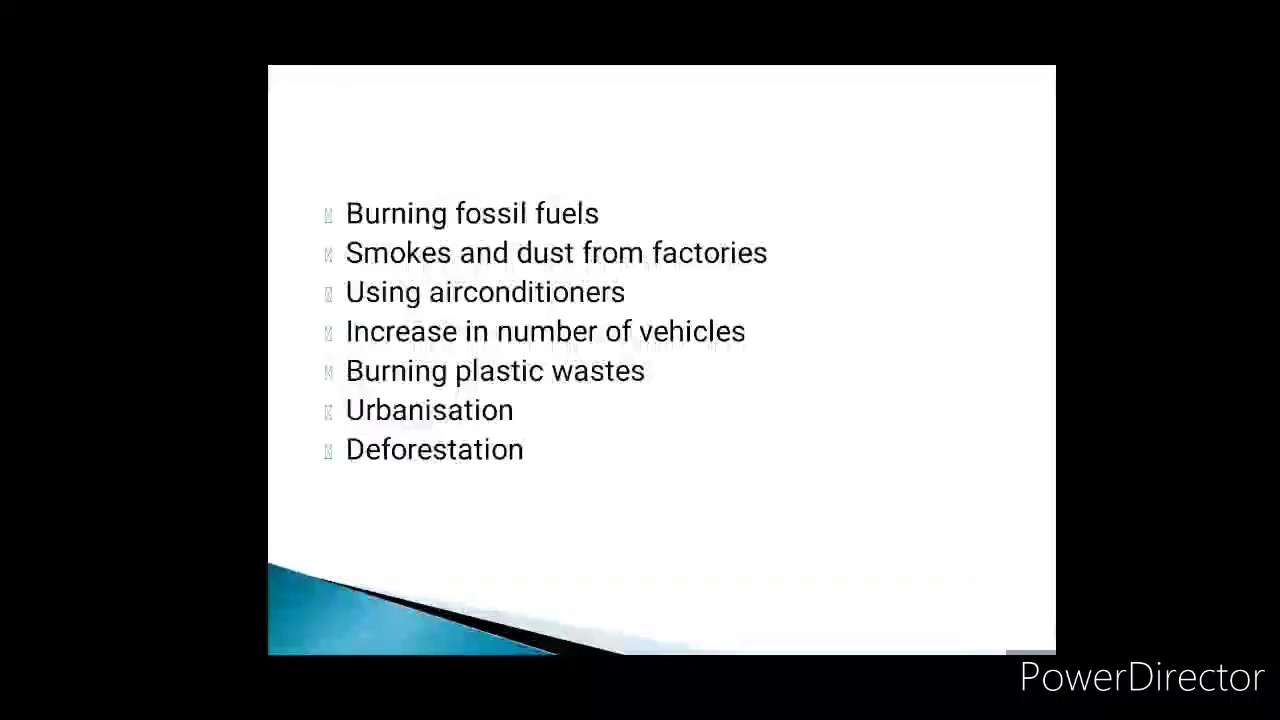 Burning fossil fuels
Smokes and dust from factories
Using airconditioners
Increase in number of vehicles
Burning plastic wastes
Urbanisation
Deforestation
PowerDirector